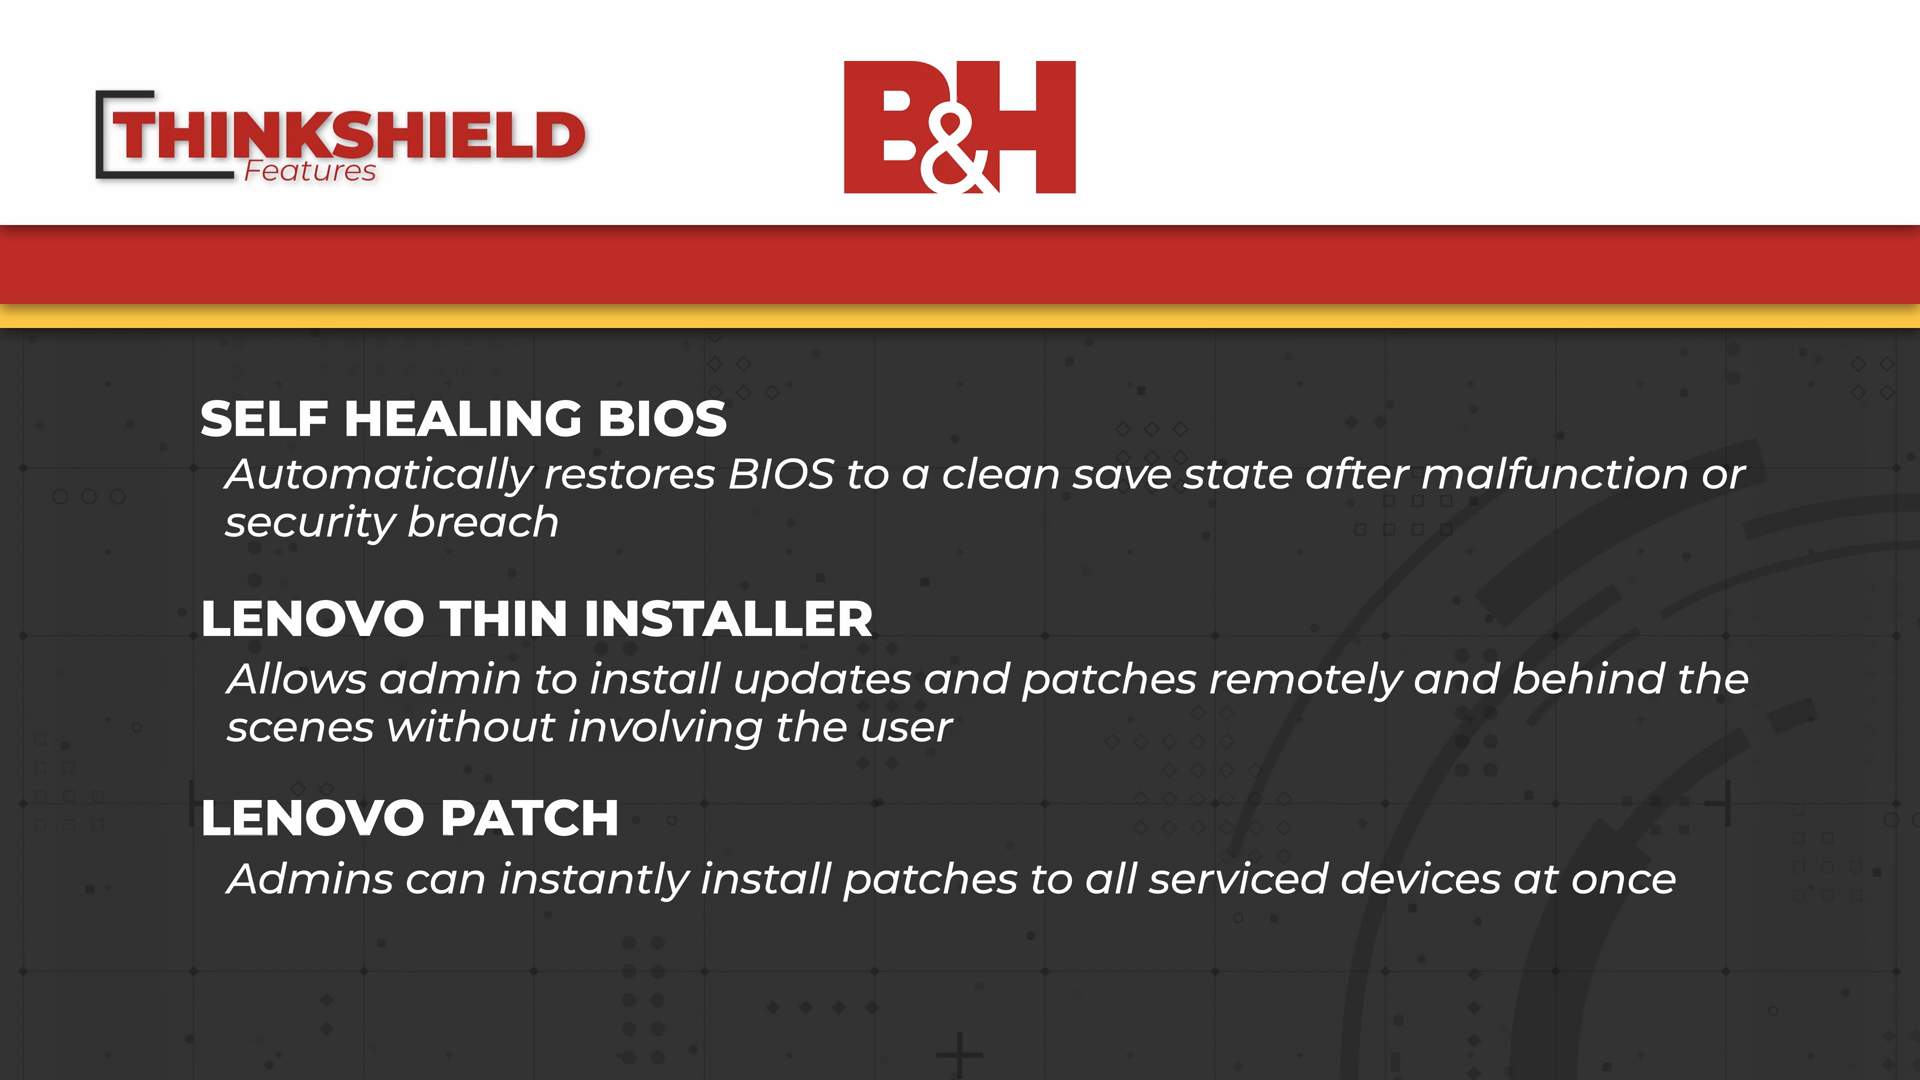 THINKSHIELD
Features
B&H
SELF HEALING BIOS
Automatically restores BIOS to a clean save state after malfunction or
security breach
LENOVO THIN INSTALLER
Allows admin to install updates and patches remotely and behind the
scenes without involving the user
LENOVO PATCH
Admins can instantly install patches to all serviced devices at once